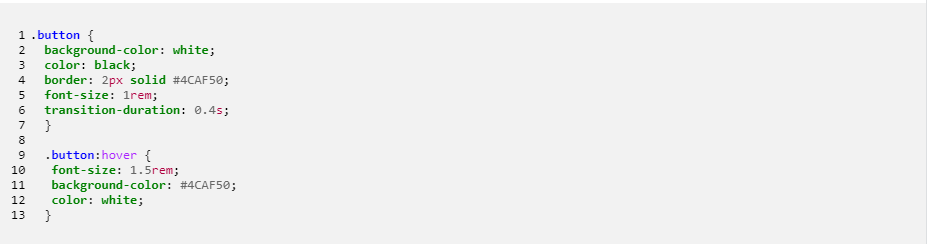 1 .button {
2 background-color: white;
3 color: black;
4 border: 2px solid #4CAF50;
5 font-size: 1rem;
6 transition-duration: 0.4s;
7 }
8
9 .button:hover {
10 font-size: 1.5rem;
11 background-color: #4CAF50;
12 color: white;
13 }